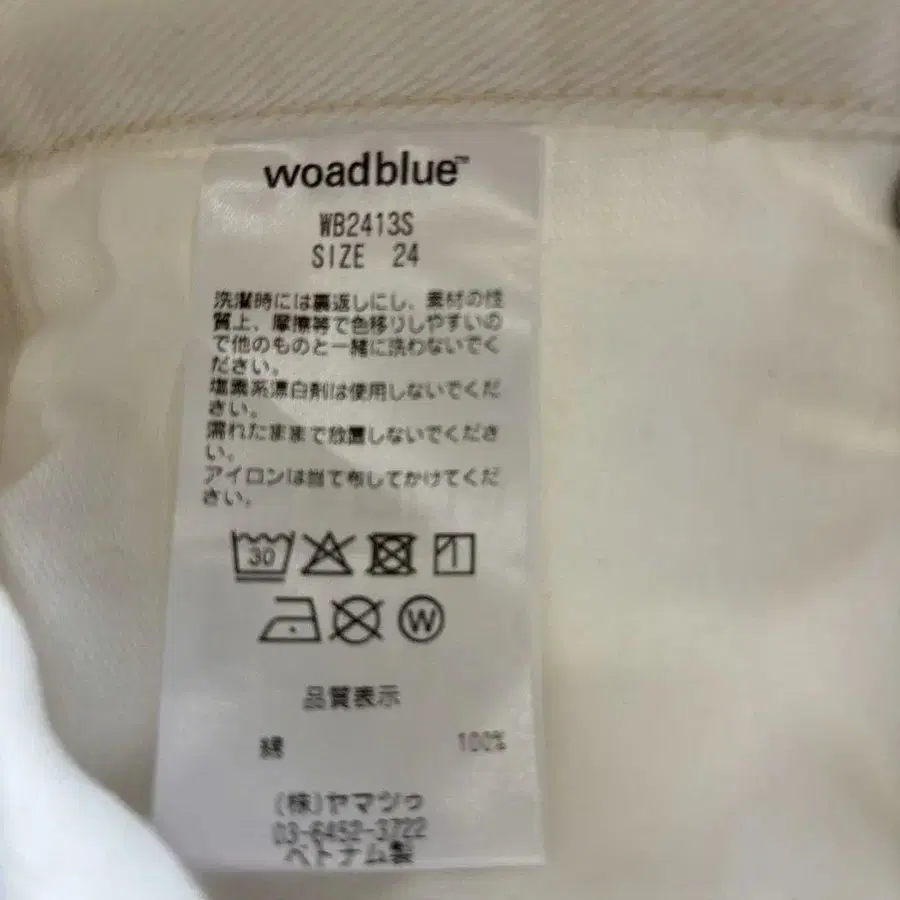 woadblue™
WB2413S
SIZE 24
洗濯時には裏返しにし、素材の性
質上、摩擦等で色移りしやすいの
で他のものと一緒に洗わないでく
ださい。
塩素系漂白剤は使用しないでくだ
さい。
濡れたままで放置しないでくださ
い。
アイロンは当て布してかけてくだ
さい。
30
W
品質表示
綿 100%
(株)ヤマツゥ
03-6452-3722
ベトナム製